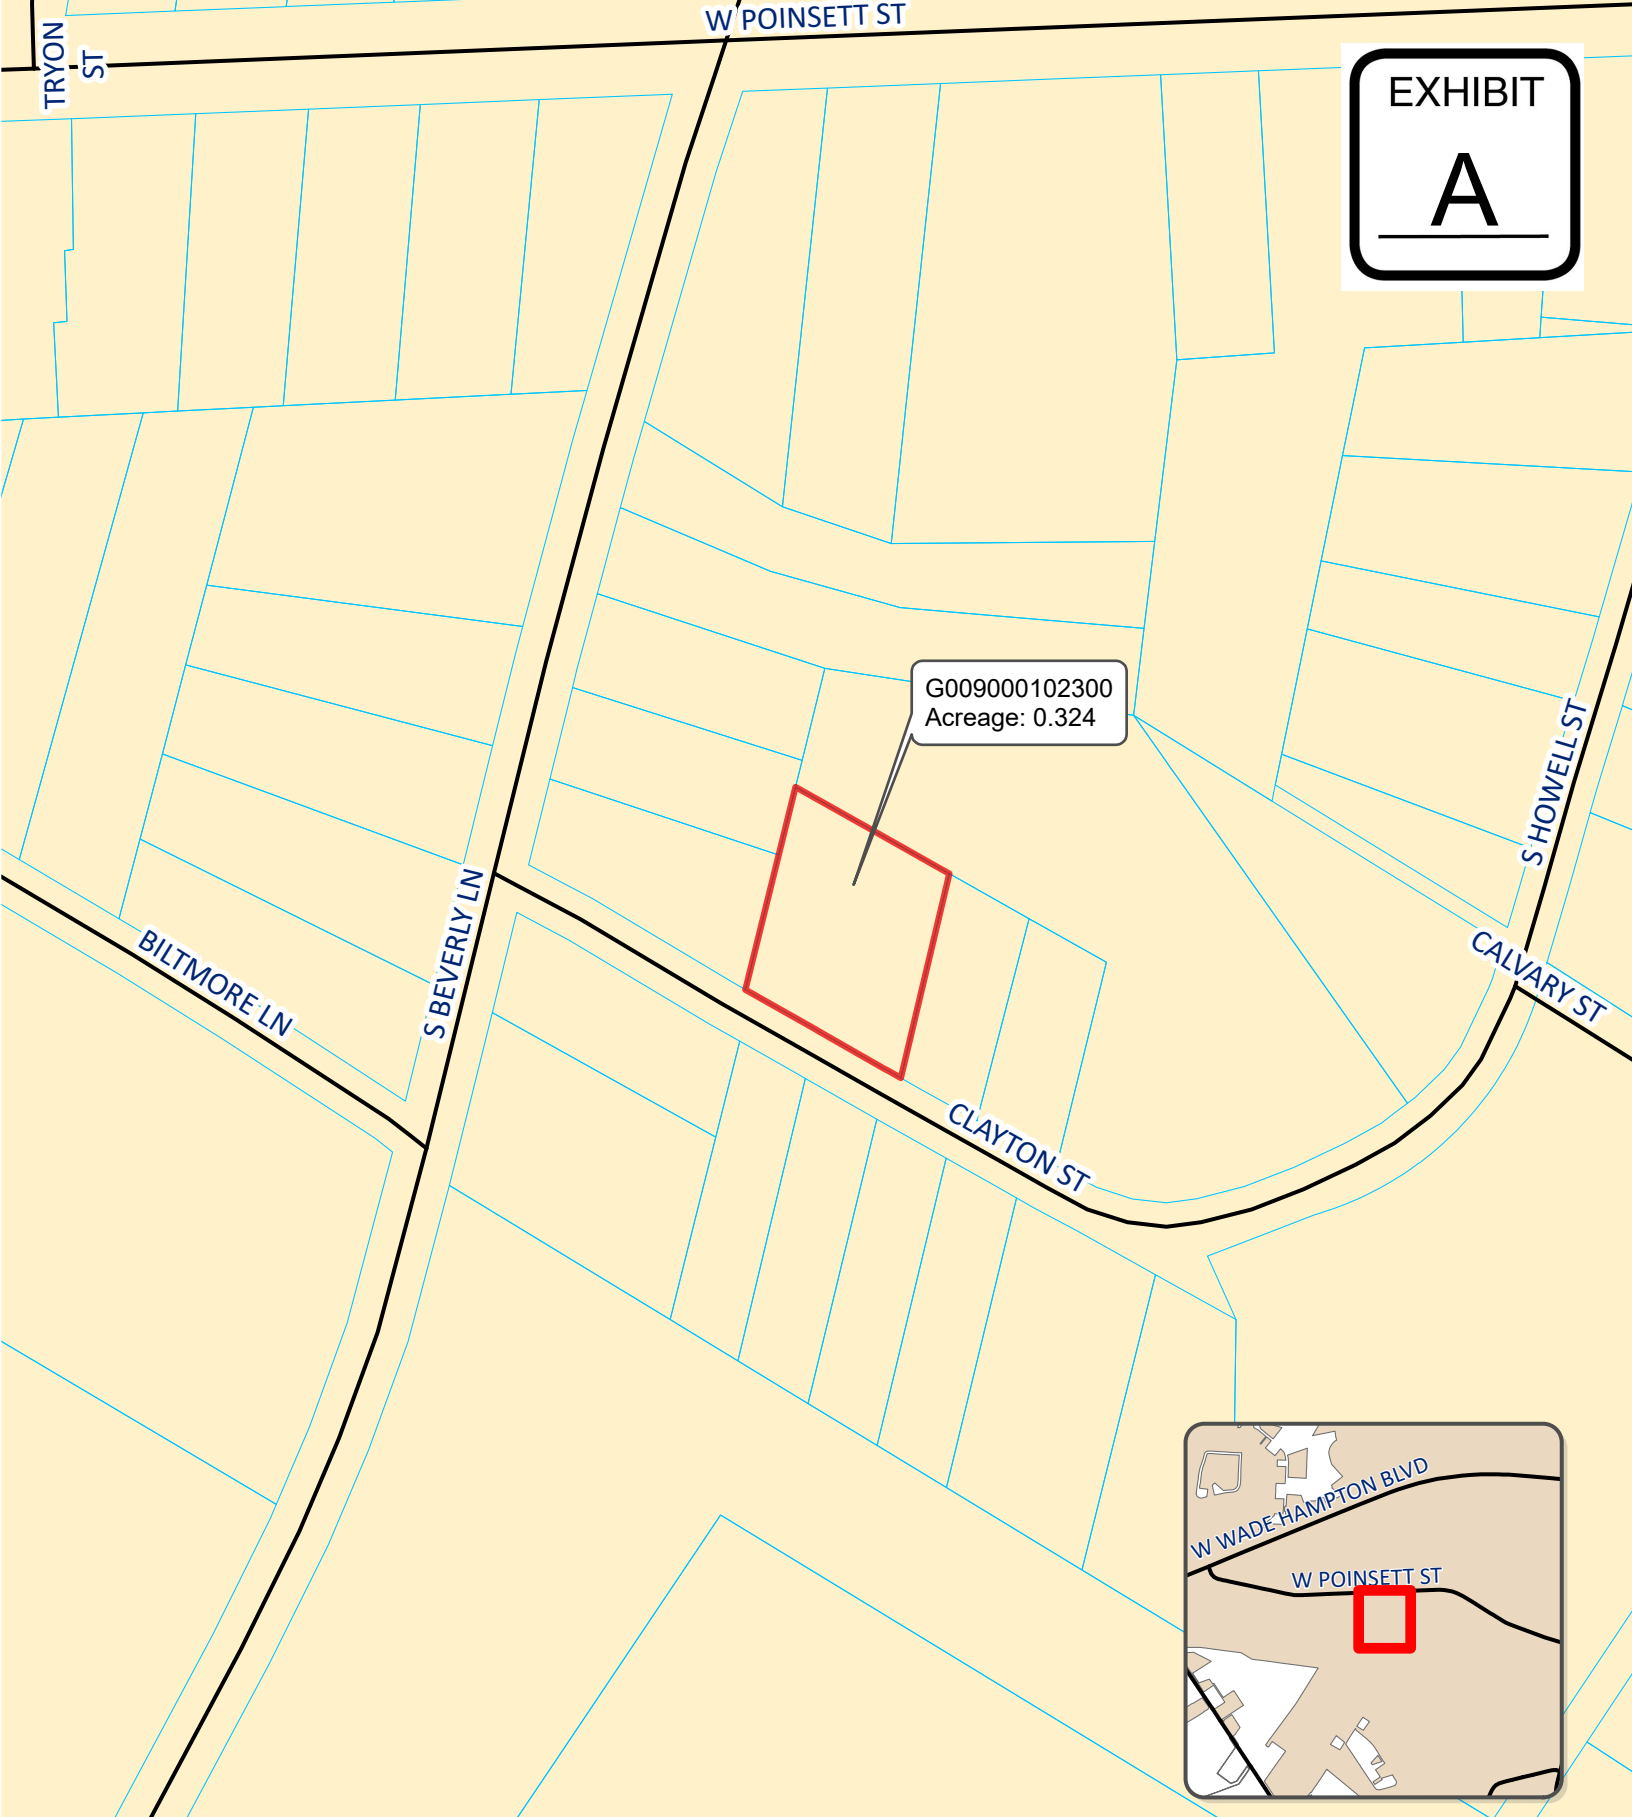 W POINSETT ST
TRYON
ST
EXHIBIT
A
G009000102300
Acreage: 0.324
S HOWELL ST
S BEVERLY LN
BILTMORE LN
CALVARY ST
CLAYTON ST
W WADE HAMPTON BLVD
W POINSETT ST